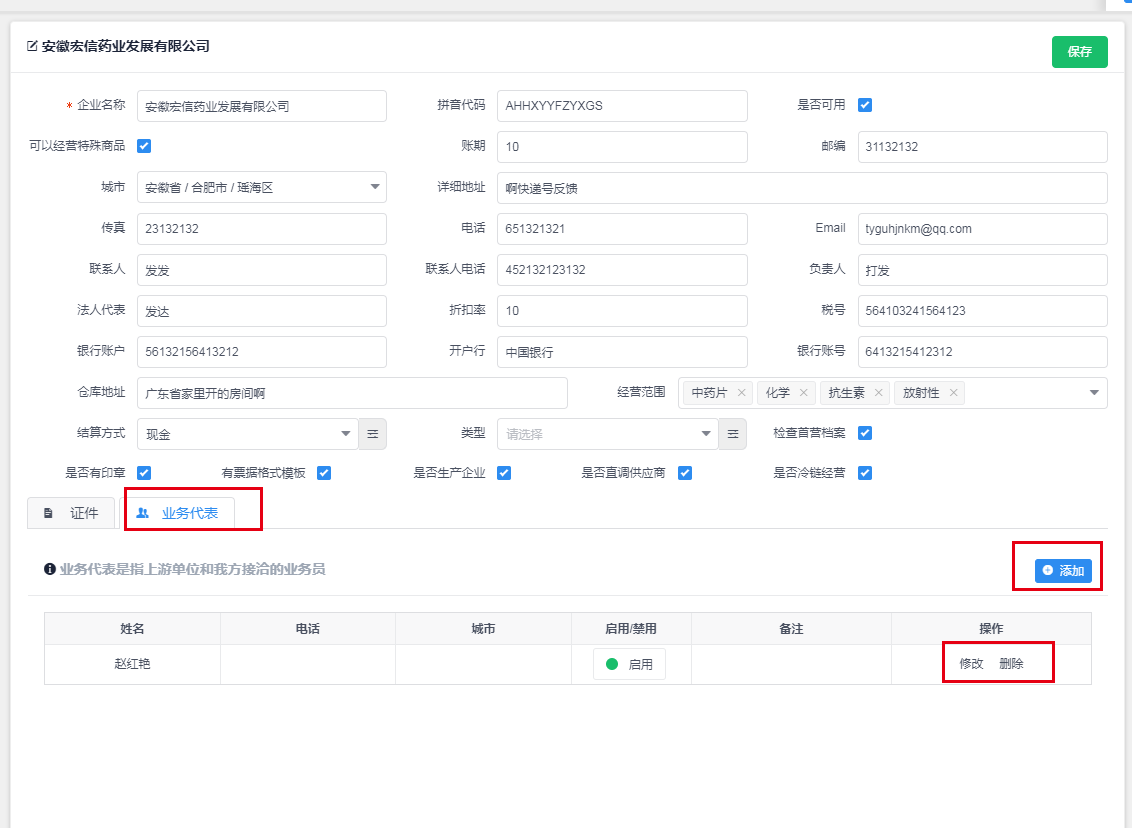 安徽宏信药业发展有限公司
保存
* 企业名称 安徽宏信药业发展有限公司 拼音代码 AHHXYYFZYXGS 是否可用
可以经营特殊商品 账期 10 邮编 31132132
城市 安徽省 / 合肥市 / 瑶海区 详细地址 啊快递号反馈
传真 23132132 电话 651321321 Email tyguhjnkm@qq.com
联系人 发发 联系人电话 452132123132 负责人 打发
法人代表 发达 折扣率 10 税号 564103241564123
银行账户 56132156413212 开户行 中国银行 银行账号 6413215412312
仓库地址 广东省家里开的房间啊 经营范围 中药片 × 化学 × 抗生素 × 放射性 ×
结算方式 现金 类型 请选择 检查首营档案
是否有印章 有票据格式模板 是否生产企业 是否直调供应商 是否冷链经营
证件 业务代表
业务代表是指上游单位和我方接洽的业务员 添加
姓名 电话 城市 启用/禁用 备注 操作
赵红艳 启用 修改 删除